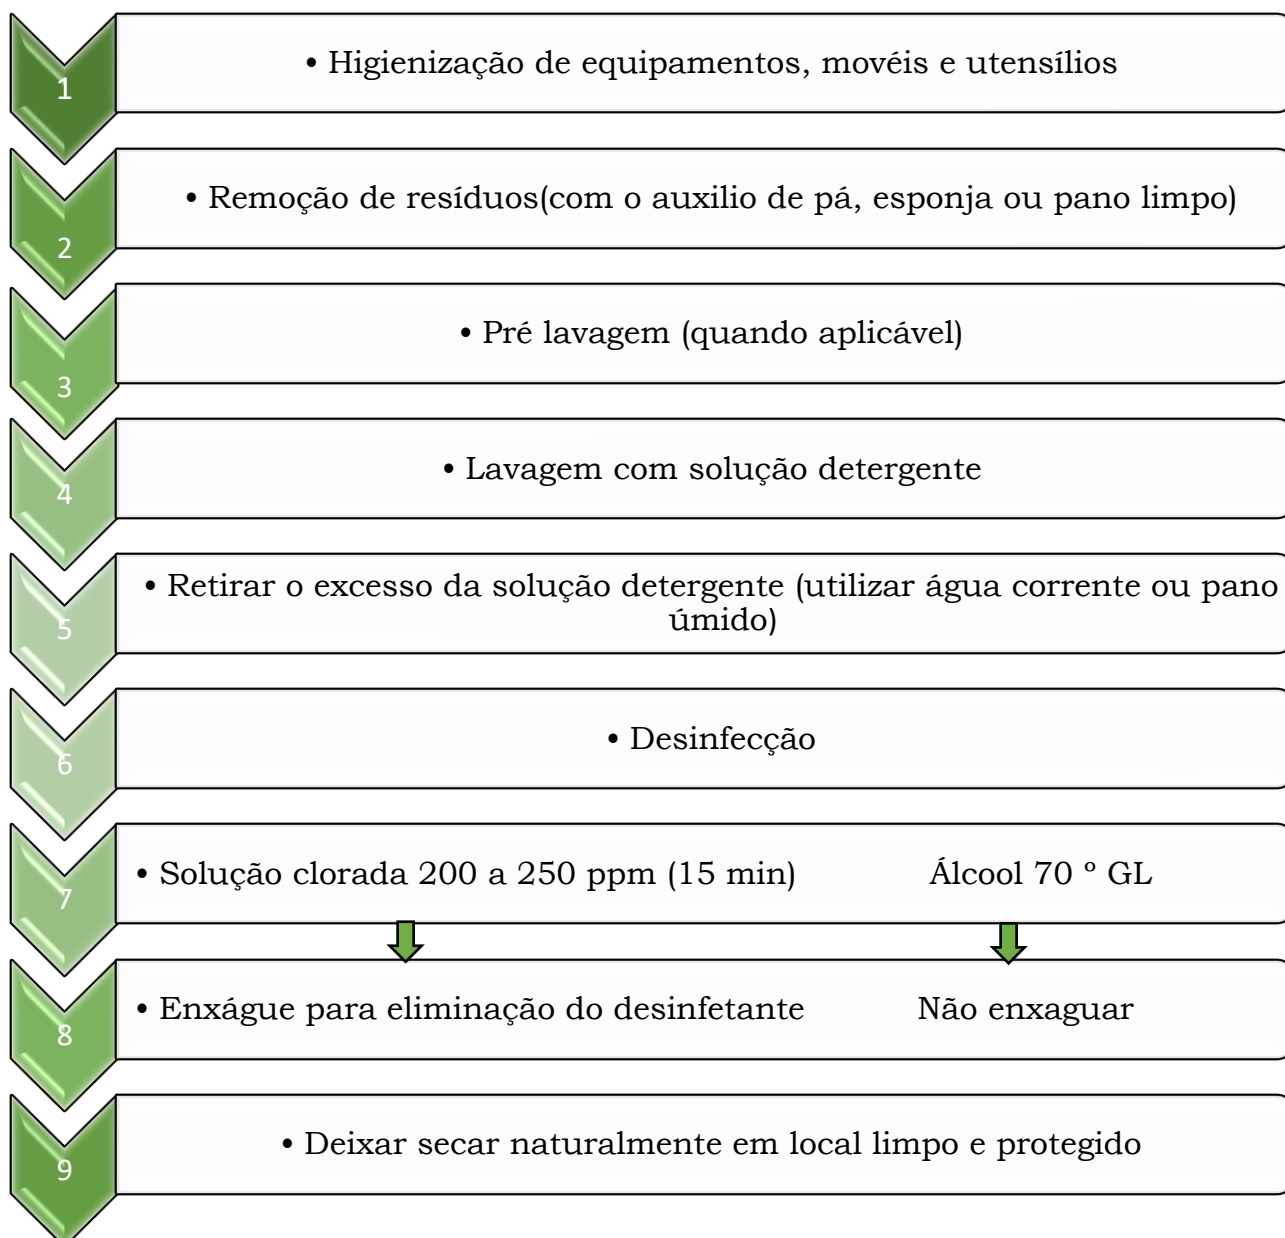 1
• Higienização de equipamentos, movéis e utensílios
2
• Remoção de resíduos(com o auxilio de pá, esponja ou pano limpo)
3
• Pré lavagem (quando aplicável)
4
• Lavagem com solução detergente
5
• Retirar o excesso da solução detergente (utilizar água corrente ou pano
úmido)
6
• Desinfecção
7
• Solução clorada 200 a 250 ppm (15 min) Álcool 70 º GL
8
• Enxágue para eliminação do desinfetante Não enxaguar
9
• Deixar secar naturalmente em local limpo e protegido